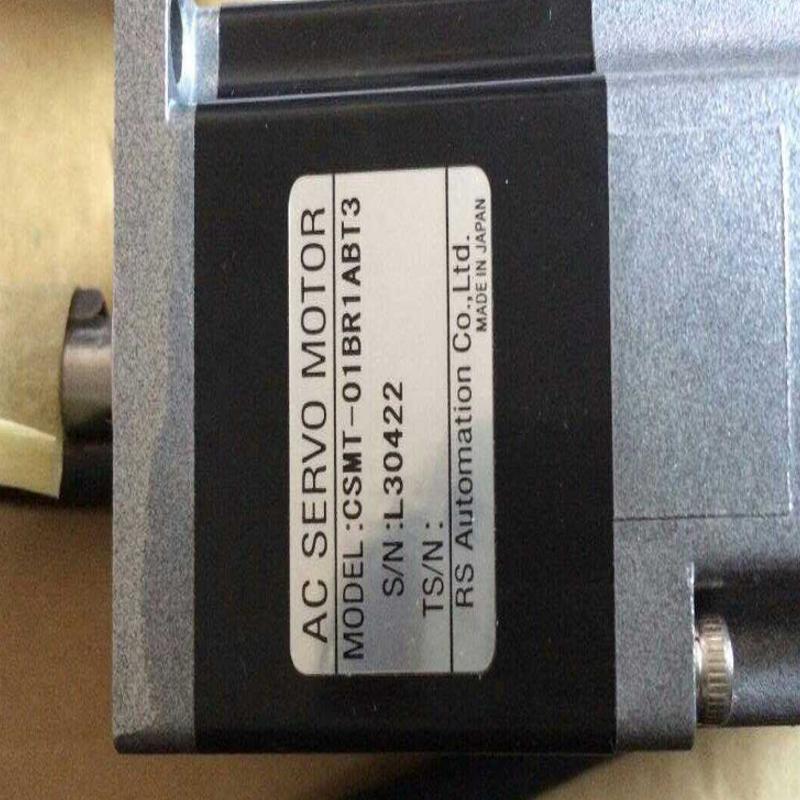 AC SERVO MOTOR
MODEL:CSMT-01BR1ABT3
S/N:L30422
TS/N:
RS Automation Co.,Ltd.
MADE IN JAPAN